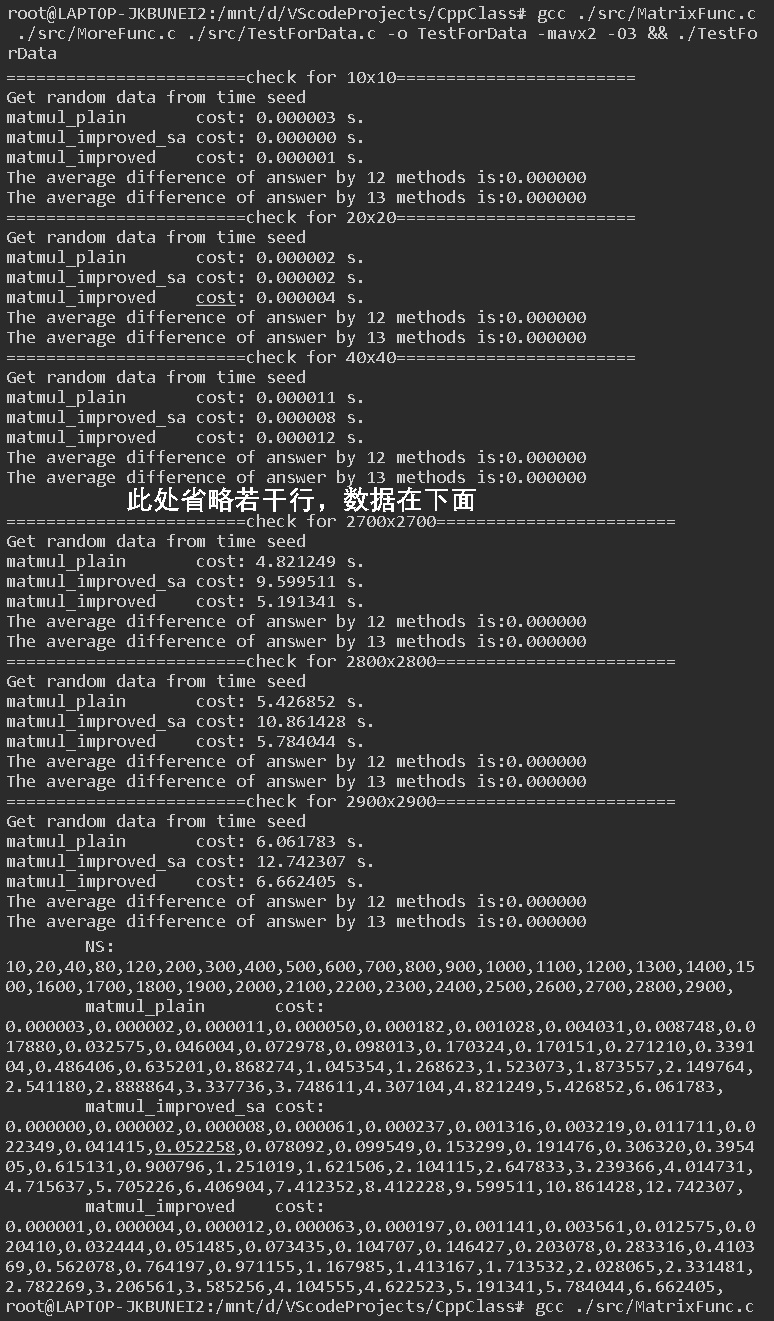 root@LAPTOP-JKBUNEI2:/mnt/d/VScodeProjects/CppClass# gcc ./src/MatrixFunc.c
./src/MoreFunc.c ./src/TestForData.c -o TestForData -mavx2 -O3 && ./TestFo
rData
========================check for 10x10========================
Get random data from time seed
matmul_plain       cost: 0.000003 s.
matmul_improved_sa cost: 0.000000 s.
matmul_improved    cost: 0.000001 s.
The average difference of answer by 12 methods is:0.000000
The average difference of answer by 13 methods is:0.000000
========================check for 20x20========================
Get random data from time seed
matmul_plain       cost: 0.000002 s.
matmul_improved_sa cost: 0.000002 s.
matmul_improved    cost: 0.000004 s.
The average difference of answer by 12 methods is:0.000000
The average difference of answer by 13 methods is:0.000000
========================check for 40x40========================
Get random data from time seed
matmul_plain       cost: 0.000011 s.
matmul_improved_sa cost: 0.000008 s.
matmul_improved    cost: 0.000012 s.
The average difference of answer by 12 methods is:0.000000
The average difference of answer by 13 methods is:0.000000
此处省略若干行，数据在下面
========================check for 2700x2700========================
Get random data from time seed
matmul_plain       cost: 4.821249 s.
matmul_improved_sa cost: 9.599511 s.
matmul_improved    cost: 5.191341 s.
The average difference of answer by 12 methods is:0.000000
The average difference of answer by 13 methods is:0.000000
========================check for 2800x2800========================
Get random data from time seed
matmul_plain       cost: 5.426852 s.
matmul_improved_sa cost: 10.861428 s.
matmul_improved    cost: 5.784044 s.
The average difference of answer by 12 methods is:0.000000
The average difference of answer by 13 methods is:0.000000
========================check for 2900x2900========================
Get random data from time seed
matmul_plain       cost: 6.061783 s.
matmul_improved_sa cost: 12.742307 s.
matmul_improved    cost: 6.662405 s.
The average difference of answer by 12 methods is:0.000000
The average difference of answer by 13 methods is:0.000000
NS:
10,20,40,80,120,200,300,400,500,600,700,800,900,1000,1100,1200,1300,1400,15
00,1600,1700,1800,1900,2000,2100,2200,2300,2400,2500,2600,2700,2800,2900,
matmul_plain       cost:
0.000003,0.000002,0.000011,0.000050,0.000182,0.001028,0.004031,0.008748,0.0
17880,0.032575,0.046004,0.072978,0.098013,0.170324,0.170151,0.271210,0.3391
04,0.486406,0.635201,0.868274,1.045354,1.268623,1.523073,1.873557,2.149764,
2.541180,2.888864,3.337736,3.748611,4.307104,4.821249,5.426852,6.061783,
matmul_improved_sa cost:
0.000000,0.000002,0.000008,0.000061,0.000237,0.001316,0.003219,0.011711,0.0
22349,0.041415,0.052258,0.078092,0.099549,0.153299,0.191476,0.306320,0.3954
05,0.615131,0.900796,1.251019,1.621506,2.104115,2.647833,3.239366,4.014731,
4.715637,5.705226,6.406904,7.412352,8.412228,9.599511,10.861428,12.742307,
matmul_improved    cost:
0.000001,0.000004,0.000012,0.000063,0.000197,0.001141,0.003561,0.012575,0.0
20410,0.032444,0.051485,0.073435,0.104707,0.146427,0.203078,0.283316,0.4103
69,0.562078,0.764197,0.971155,1.167985,1.413167,1.713532,2.028065,2.331481,
2.782269,3.206561,3.585256,4.104555,4.622523,5.191341,5.784044,6.662405,
root@LAPTOP-JKBUNEI2:/mnt/d/VScodeProjects/CppClass# gcc ./src/MatrixFunc.c